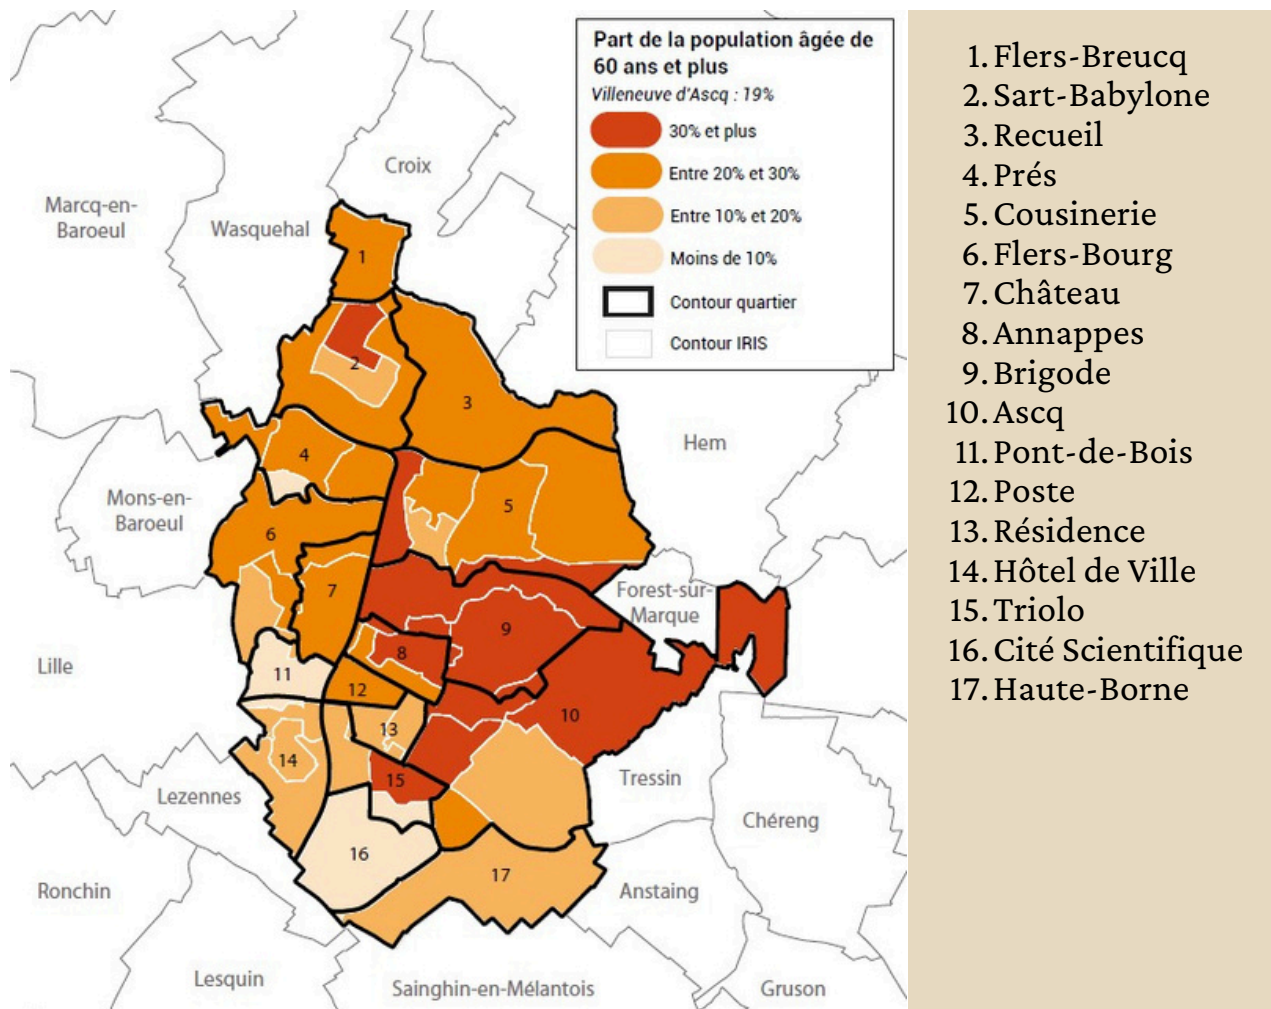 Part de la population âgée de
60 ans et plus
Villeneuve d'Ascq : 19%
30% et plus
Entre 20% et 30%
Entre 10% et 20%
Moins de 10%
Contour quartier
Contour IRIS
Croix
Marcq-en-
Baroeul
Wasquehal
1
2
3
4
Hem
Mons-en-
Baroeul
5
6
7
Forest-sur-
Marque
9
8
Lille
11
12
10
13
14
15
Tressin
Lezennes
Chéreng
16
17
Ronchin
Anstaing
Lesquin
Sainghin-en-Mélantois
Gruson
1. Flers-Breucq
2. Sart-Babylone
3. Recueil
4. Prés
5. Cousinerie
6. Flers-Bourg
7. Château
8. Annappes
9. Brigode
10. Ascq
11. Pont-de-Bois
12. Poste
13. Résidence
14. Hôtel de Ville
15. Triolo
16. Cité Scientifique
17. Haute-Borne